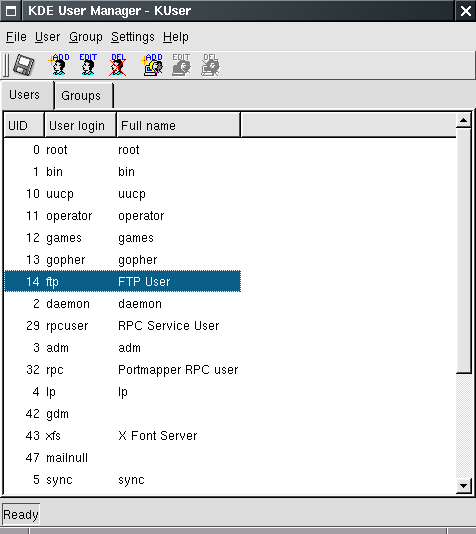 KDE User Manager - KUser
File User Group Settings Help
ADD EDIT DEL ADD EDIT DEL
Users Groups
UID User login Full name
0 root root
1 bin bin
10 uucp uucp
11 operator operator
12 games games
13 gopher gopher
14 ftp FTP User
2 daemon daemon
29 rpcuser RPC Service User
3 adm adm
32 rpc Portmapper RPC user
4 lp lp
42 gdm
43 xfs X Font Server
47 mailnull
5 sync sync
Ready